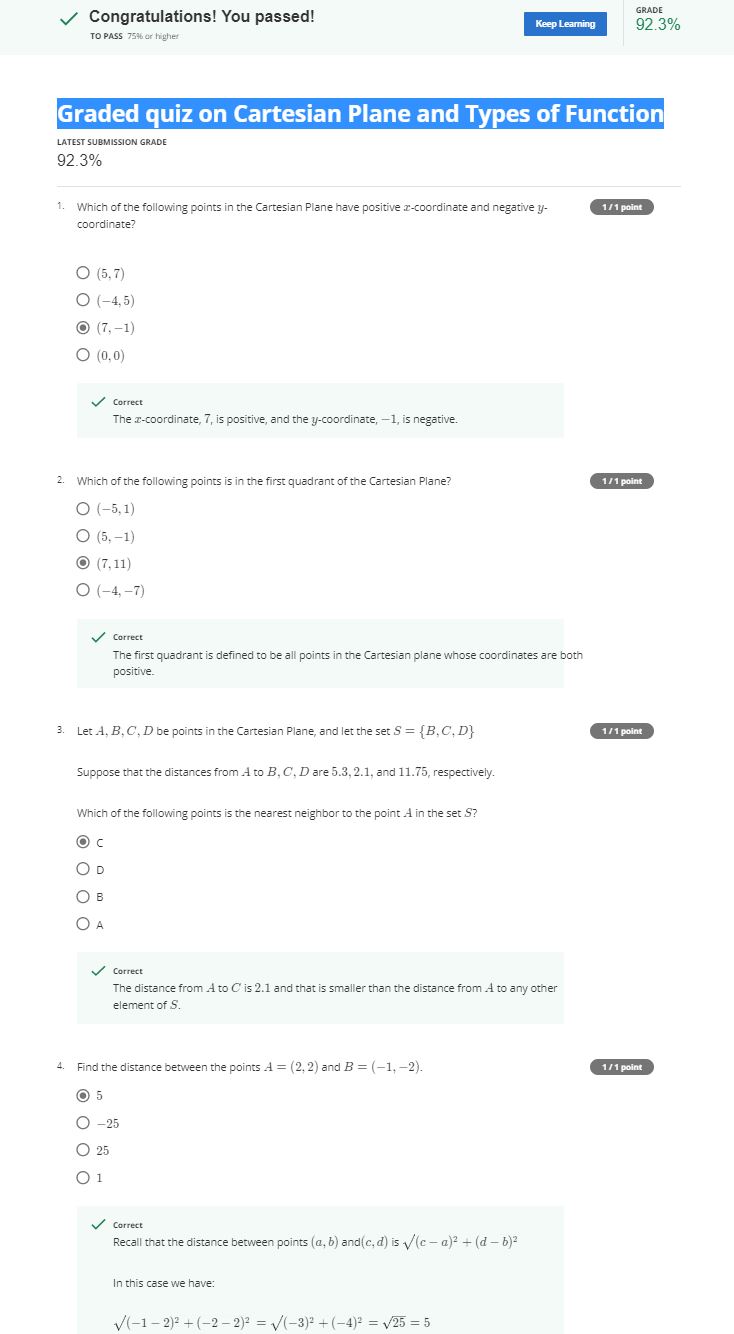 Congratulations! You passed!
TO PASS 75% or higher
Keep Learning
GRADE
92.3%
Graded quiz on Cartesian Plane and Types of Function
LATEST SUBMISSION GRADE
92.3%
1. Which of the following points in the Cartesian Plane have positive x-coordinate and negative y-
coordinate?
1 / 1 point
(5, 7)
(−4, 5)
(7, −1)
(0, 0)
Correct
The x-coordinate, 7, is positive, and the y-coordinate, −1, is negative.
2. Which of the following points is in the first quadrant of the Cartesian Plane?
1 / 1 point
(−5, 1)
(5, −1)
(7, 11)
(−4, −7)
Correct
The first quadrant is defined to be all points in the Cartesian plane whose coordinates are both
positive.
3. Let A, B, C, D be points in the Cartesian Plane, and let the set S = {B, C, D}
1 / 1 point
Suppose that the distances from A to B, C, D are 5.3, 2.1, and 11.75, respectively.
Which of the following points is the nearest neighbor to the point A in the set S?
C
D
B
A
Correct
The distance from A to C is 2.1 and that is smaller than the distance from A to any other
element of S.
4. Find the distance between the points A = (2, 2) and B = (−1, −2).
1 / 1 point
5
−25
25
1
Correct
Recall that the distance between points (a, b) and(c, d) is √(c − a)² + (d − b)²
In this case we have:
√(−1 − 2)² + (−2 − 2)² = √(−3)² + (−4)² = √25 = 5